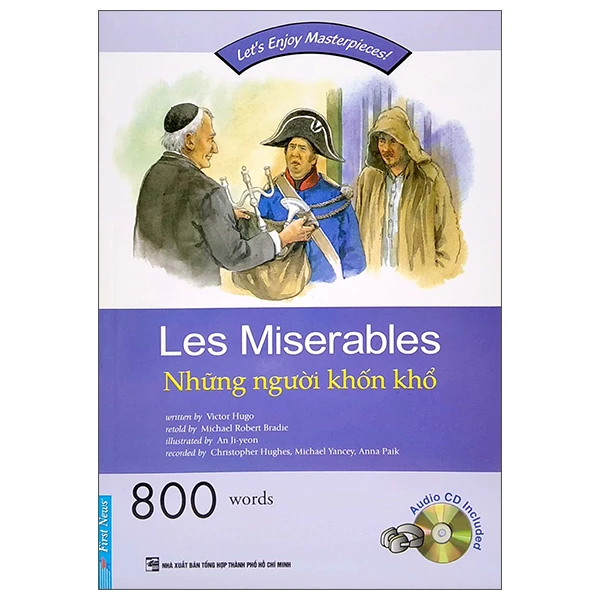 Let's Enjoy Masterpieces!
Les Miserables
Những người khốn khổ
written by Victor Hugo
retold by Michael Robert Bradie
illustrated by An Ji-yeon
recorded by Christopher Hughes, Michael Yancey, Anna Paik
800 words
Audio CD Included
First News
NHÀ XUẤT BẢN TỔNG HỢP THÀNH PHỐ HỒ CHÍ MINH